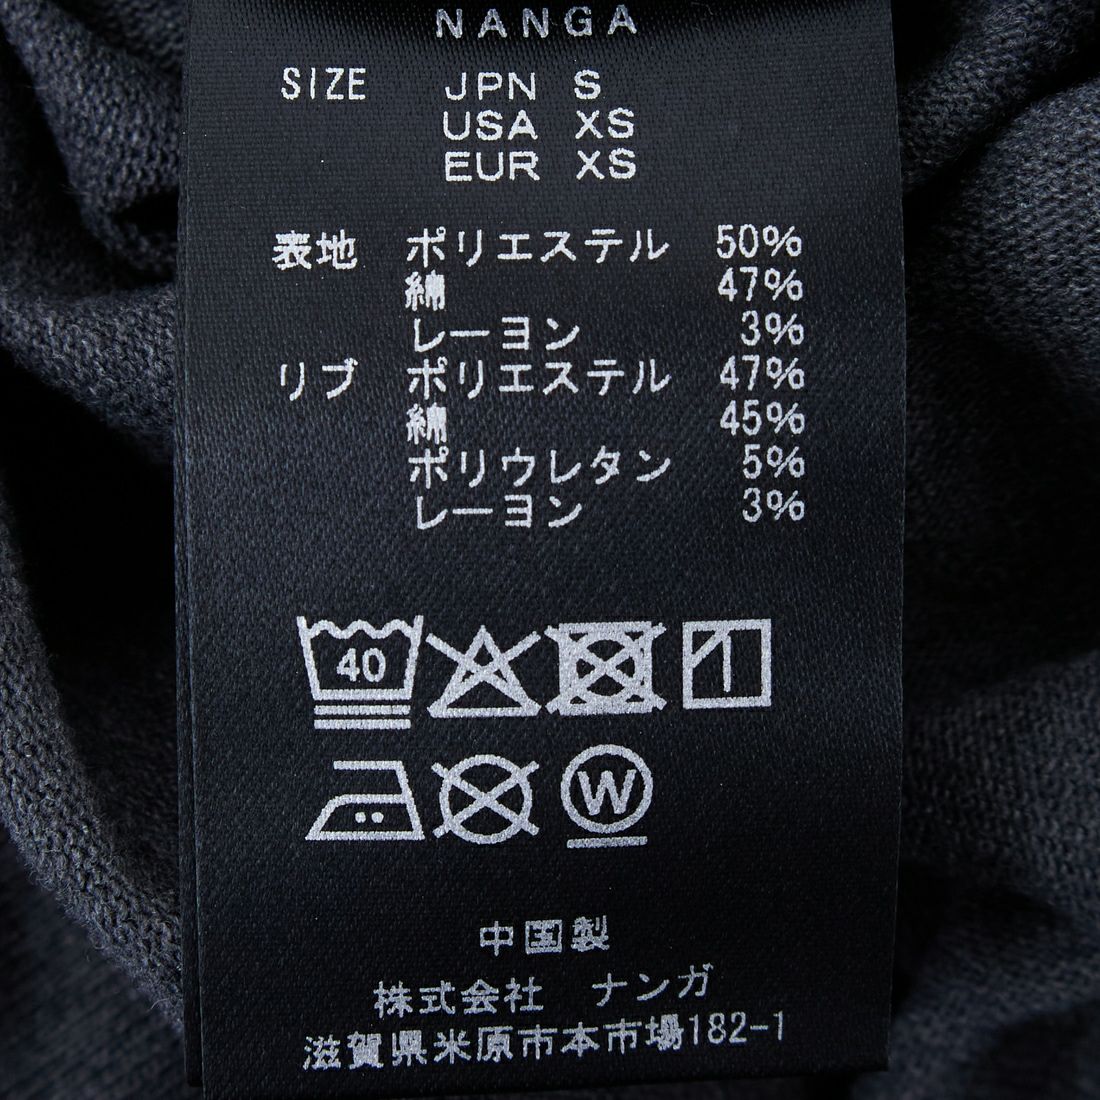 NANGA
SIZE JPN S
USA XS
EUR XS
表地 ポリエステル 50%
綿 47%
レーヨン 3%
リブ ポリエステル 47%
綿 45%
ポリウレタン 5%
レーヨン 3%
40
W
中国製
株式会社 ナンガ
滋賀県米原市本市場182-1